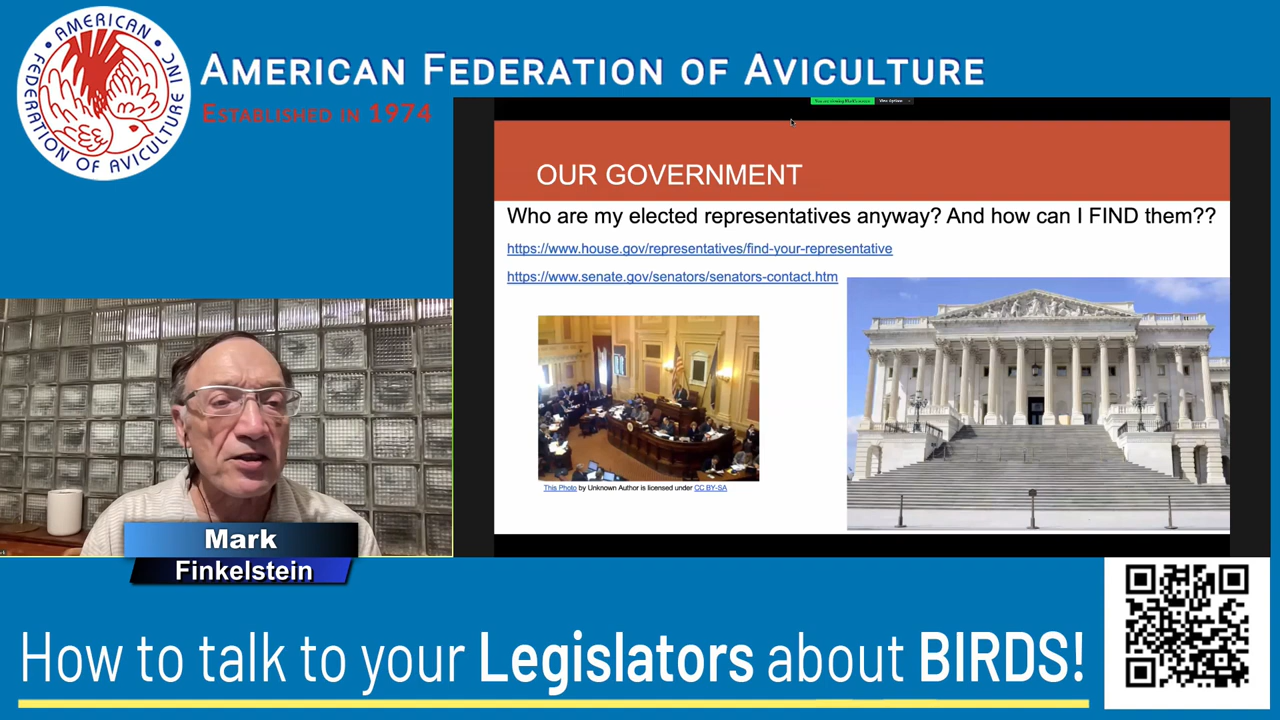 AMERICAN FEDERATION OF AVICULTURE INC
AMERICAN FEDERATION OF AVICULTURE
ESTABLISHED IN 1974
View Options
OUR GOVERNMENT
Who are my elected representatives anyway? And how can I FIND them??
https://www.house.gov/representatives/find-your-representative
https://www.senate.gov/senators/senators-contact.htm
This Photo by Unknown Author is licensed under CC BY-SA
Mark
Finkelstein
How to talk to your Legislators about BIRDS!